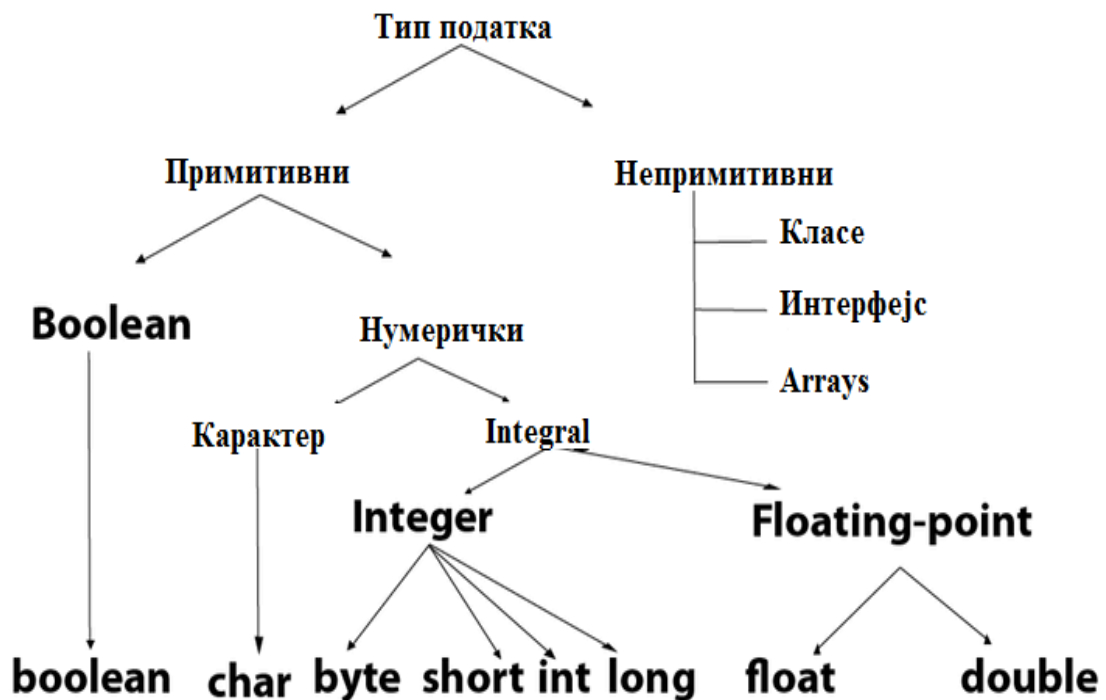 Тип податка
Примитивни
Непримитивни
Класе
Интерфејс
Arrays
Boolean
Нумерички
Карактер
Integral
Integer
Floating-point
boolean
char
byte
short
int
long
float
double